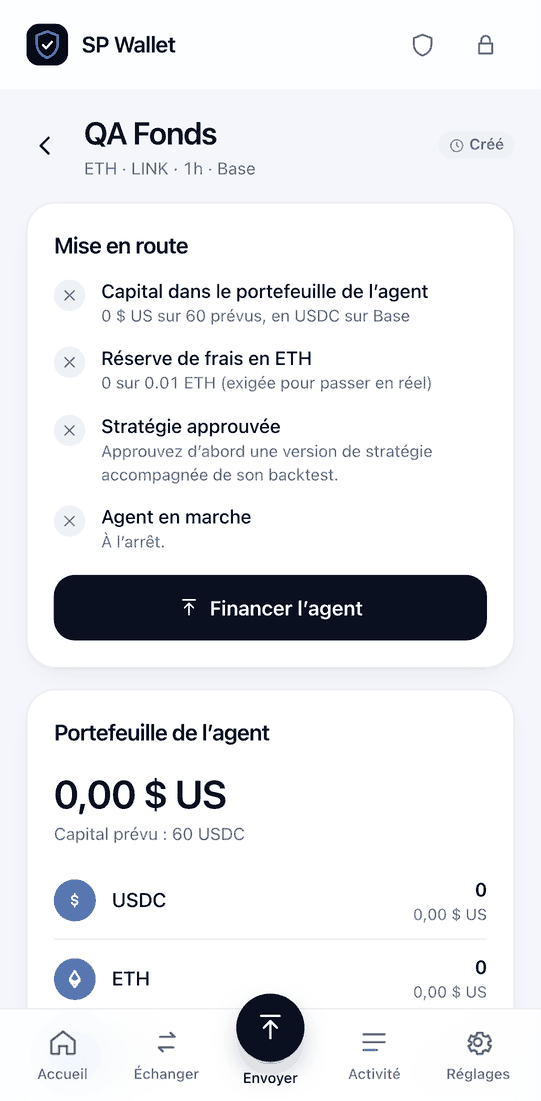 SP Wallet
QA Fonds
ETH · LINK · 1h · Base
Créé
Mise en route
Capital dans le portefeuille de l’agent
0 $ US sur 60 prévus, en USDC sur Base
Réserve de frais en ETH
0 sur 0.01 ETH (exigée pour passer en réel)
Stratégie approuvée
Approuvez d’abord une version de stratégie
accompagnée de son backtest.
Agent en marche
À l’arrêt.
Financer l’agent
Portefeuille de l’agent
0,00 $ US
Capital prévu : 60 USDC
$
USDC
0
0,00 $ US
ETH
0
0,00 $ US
Accueil
Échanger
Envoyer
Activité
Réglages